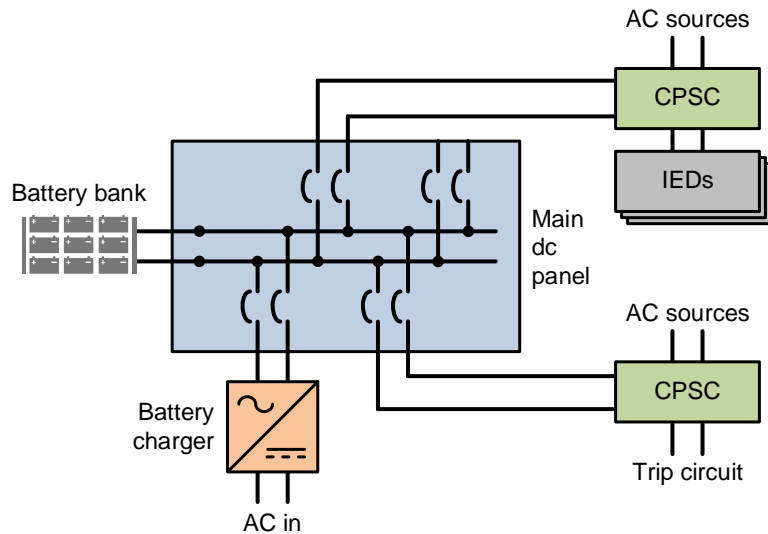 AC sources
CPSC
IEDs
Battery bank
Main
dc
panel
AC sources
CPSC
Trip circuit
Battery
charger
AC in